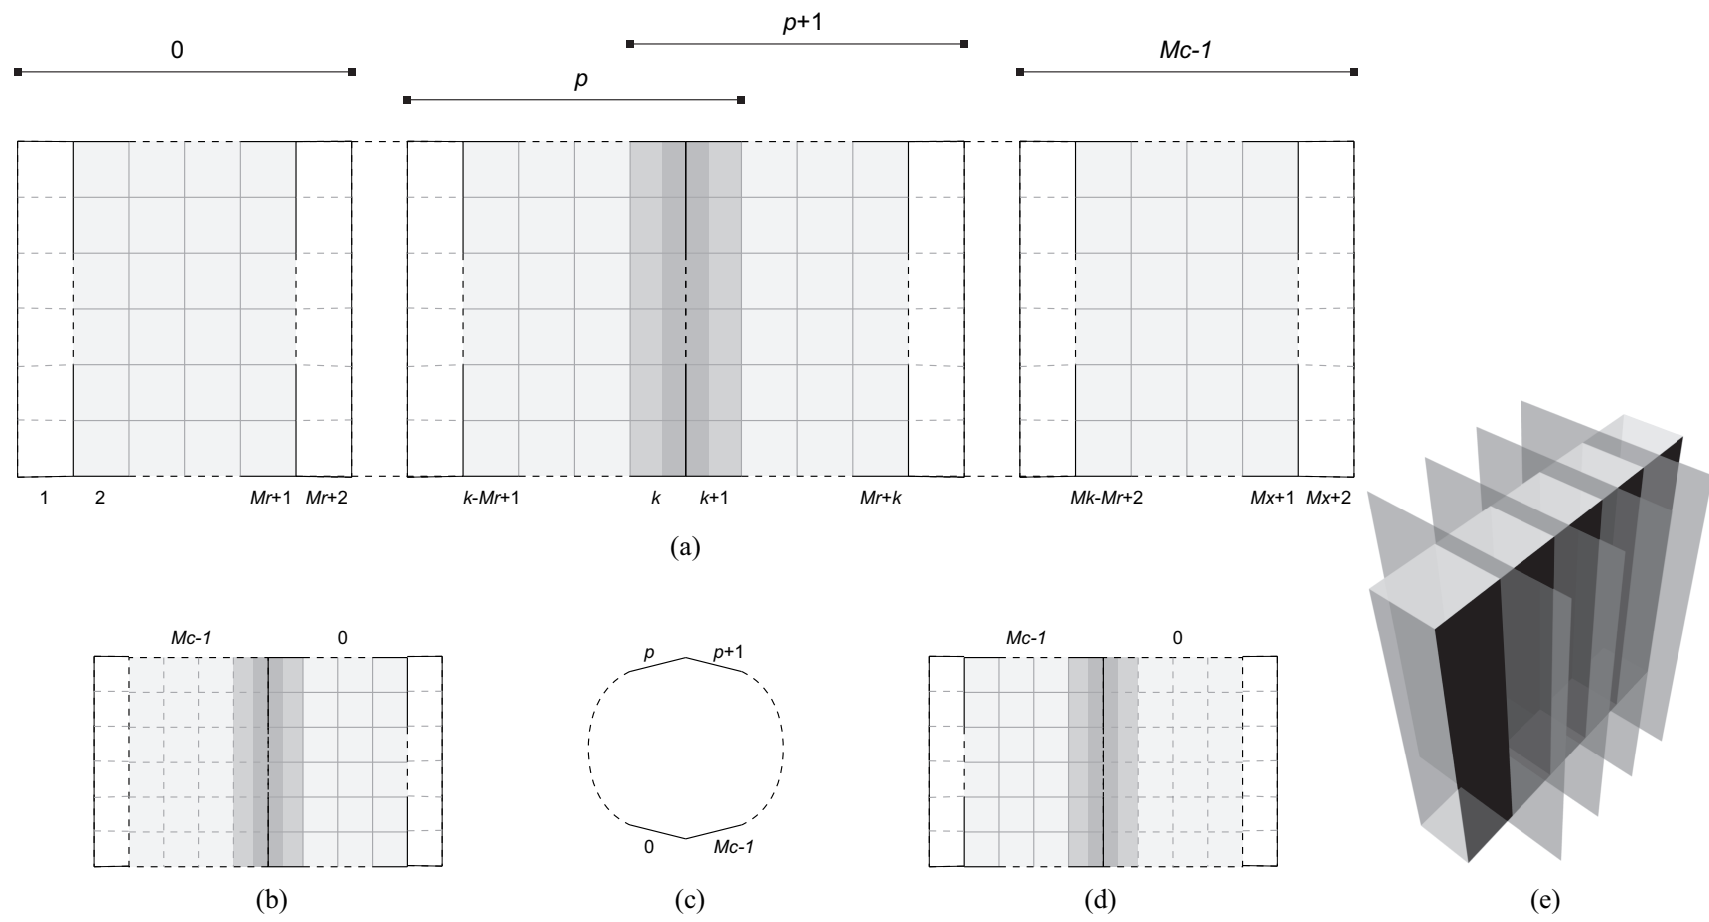 p+1
0 Mc-1
p
1 2 Mr+1 Mr+2 k-Mr+1 k k+1 Mr+k Mk-Mr+2 Mx+1 Mx+2
(a)
Mc-1 0
p p+1
Mc-1 0
0 Mc-1
(b) (c) (d) (e)